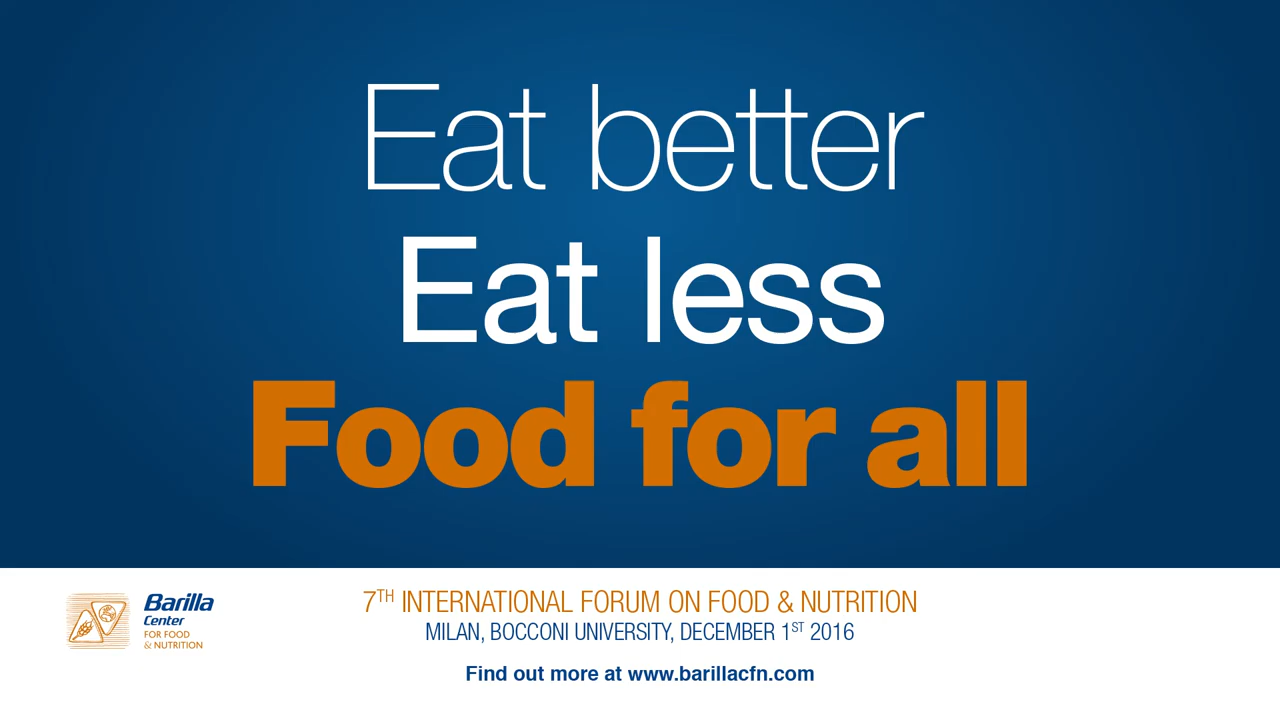 Eat better
Eat less
Food for all
Barilla
Center
FOR FOOD
& NUTRITION
7TH INTERNATIONAL FORUM ON FOOD & NUTRITION
MILAN, BOCCONI UNIVERSITY, DECEMBER 1ST 2016
Find out more at www.barillacfn.com